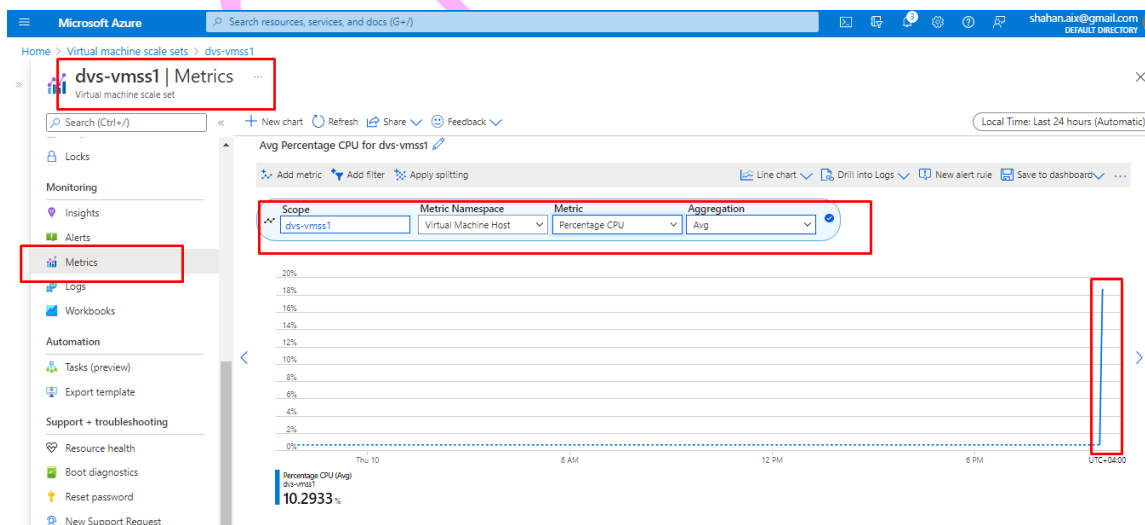 Microsoft Azure
Search resources, services, and docs (G+/)
3
shahan.aix@gmail.com
DEFAULT DIRECTORY
Home > Virtual machine scale sets > dvs-vmss1
dvs-vmss1 | Metrics ...
Virtual machine scale set
Search (Ctrl+/)
New chart Refresh Share Feedback
Local Time: Last 24 hours (Automatic)
Avg Percentage CPU for dvs-vmss1
Locks
Add metric Add filter Apply splitting
Line chart Drill into Logs New alert rule Save to dashboard ...
Monitoring
Insights
Alerts
Metrics
Logs
Workbooks
Automation
Tasks (preview)
Export template
Support + troubleshooting
Resource health
Boot diagnostics
Reset password
New Support Request
Scope Metric Namespace Metric Aggregation
dvs-vmss1 Virtual Machine Host Percentage CPU Avg
20%
18%
16%
14%
12%
10%
8%
6%
4%
2%
0%
Thu 10 6 AM 12 PM 6 PM UTC+04:00
Percentage CPU (Avg)
dvs-vmss1
10.2933 %